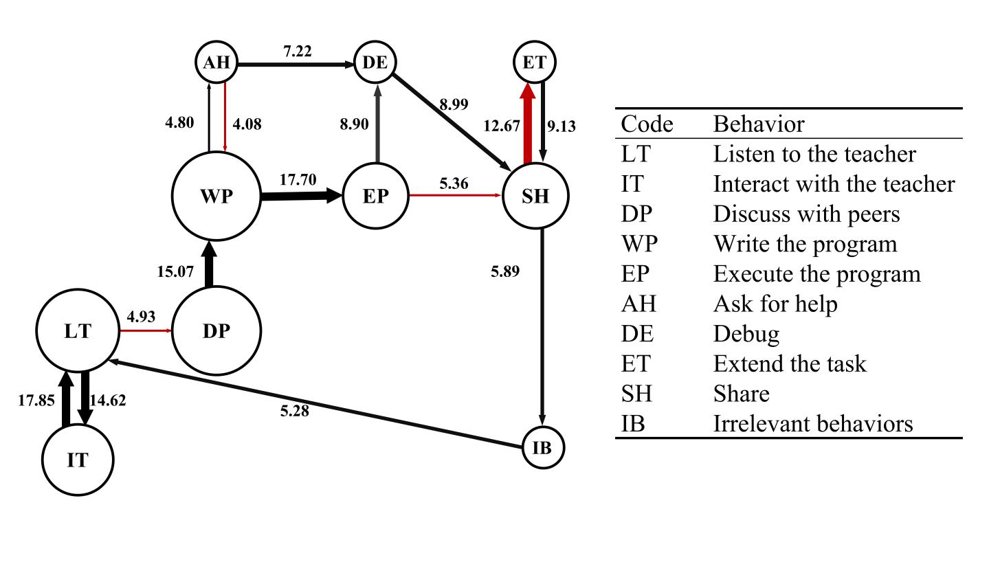 7.22
AH
DE
ET
8.99
4.80
4.08
8.90
12.67
9.13
17.70
5.36
WP
EP
SH
15.07
5.89
4.93
LT
DP
17.85
14.62
5.28
IB
IT
Code Behavior
LT Listen to the teacher
IT Interact with the teacher
DP Discuss with peers
WP Write the program
EP Execute the program
AH Ask for help
DE Debug
ET Extend the task
SH Share
IB Irrelevant behaviors